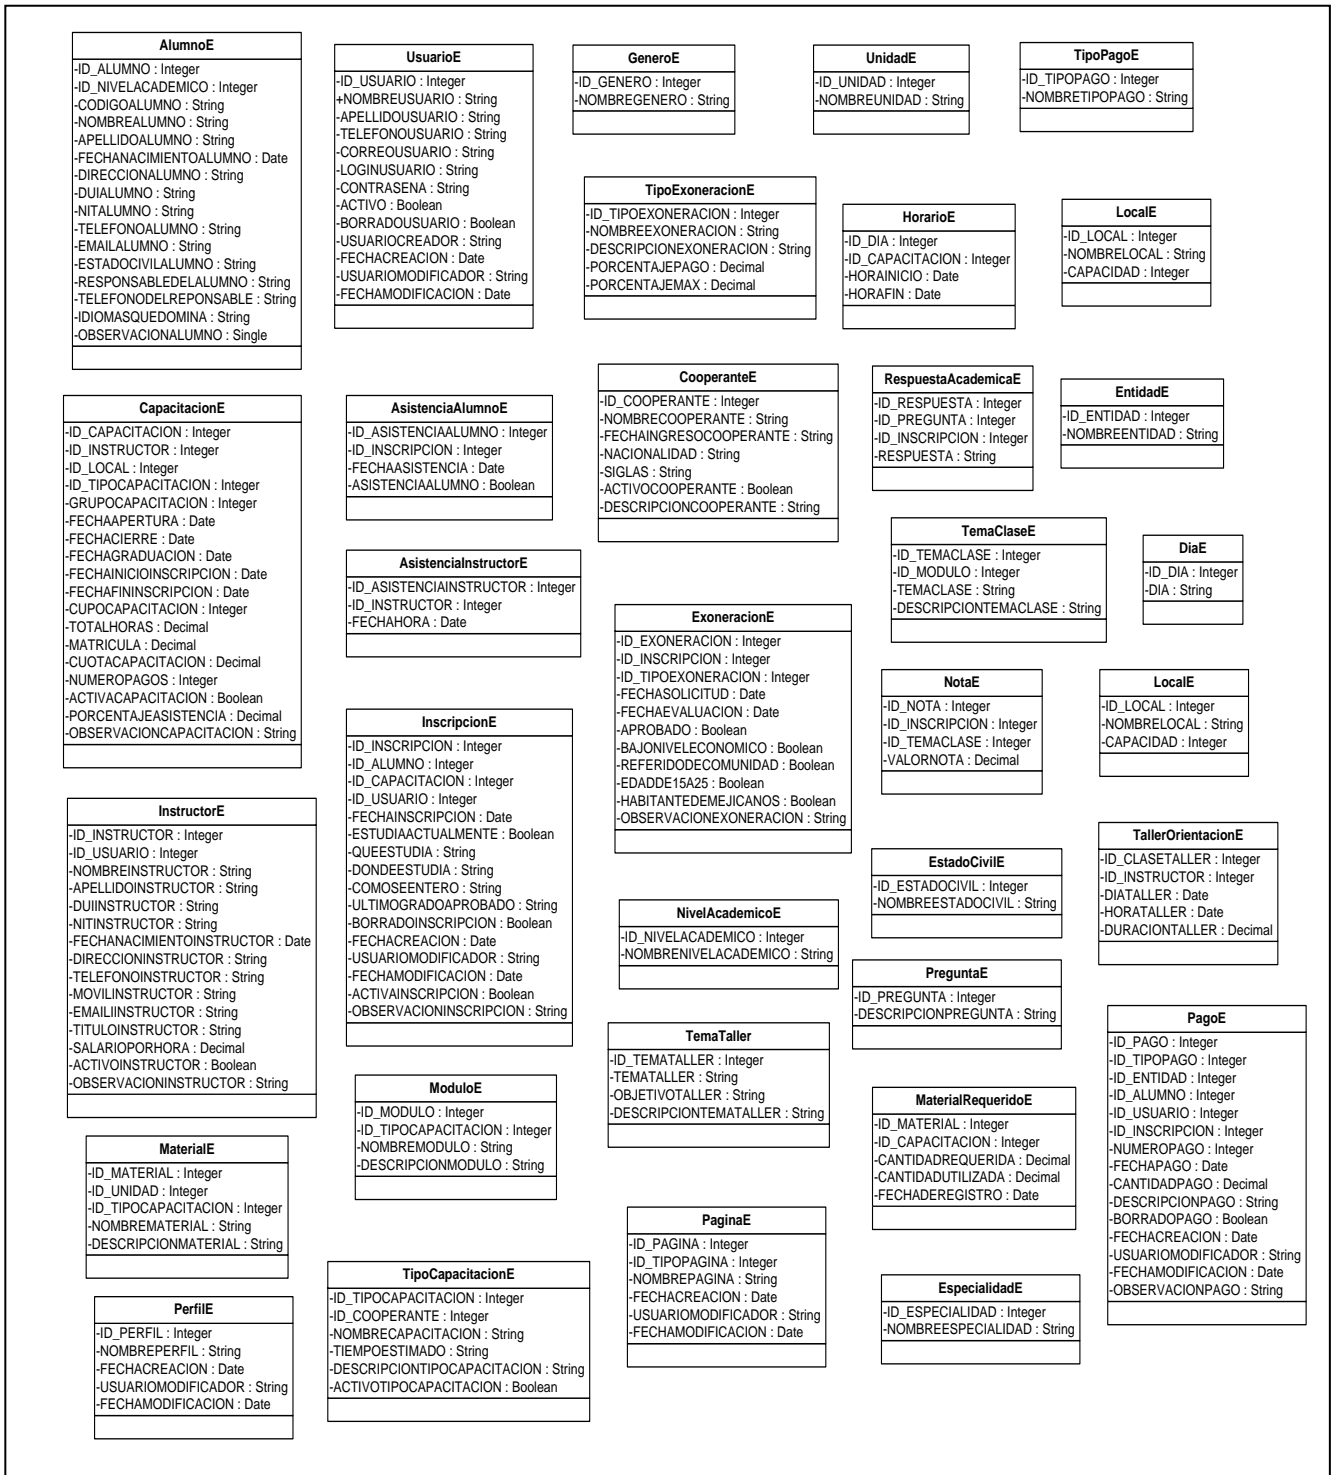 AlumnoE
-ID_ALUMNO : Integer
-ID_NIVELACADEMICO : Integer
-CODIGOALUMNO : String
-NOMBREALUMNO : String
-APELLIDOALUMNO : String
-FECHANACIMIENTOALUMNO : Date
-DIRECCIONALUMNO : String
-DUIALUMNO : String
-NITALUMNO : String
-TELEFONOALUMNO : String
-EMAILALUMNO : String
-ESTADOCIVILALUMNO : String
-RESPONSABLEDELALUMNO : String
-TELEFONODELREPONSABLE : String
-IDIOMASQUEDOMINA : String
-OBSERVACIONALUMNO : Single
UsuarioE
-ID_USUARIO : Integer
+NOMBREUSUARIO : String
-APELLIDOUSUARIO : String
-TELEFONOUSUARIO : String
-CORREOUSUARIO : String
-LOGINUSUARIO : String
-CONTRASENA : String
-ACTIVO : Boolean
-BORRADOUSUARIO : Boolean
-USUARIOCREADOR : String
-FECHACREACION : Date
-USUARIOMODIFICADOR : String
-FECHAMODIFICACION : Date
GeneroE
-ID_GENERO : Integer
-NOMBREGENERO : String
UnidadE
-ID_UNIDAD : Integer
-NOMBREUNIDAD : String
TipoPagoE
-ID_TIPOPAGO : Integer
-NOMBRETIPOPAGO : String
TipoExoneracionE
-ID_TIPOEXONERACION : Integer
-NOMBREEXONERACION : String
-DESCRIPCIONEXONERACION : String
-PORCENTAJEPAGO : Decimal
-PORCENTAJEMAX : Decimal
HorarioE
-ID_DIA : Integer
-ID_CAPACITACION : Integer
-HORAINICIO : Date
-HORAFIN : Date
LocalE
-ID_LOCAL : Integer
-NOMBRELOCAL : String
-CAPACIDAD : Integer
CapacitacionE
-ID_CAPACITACION : Integer
-ID_INSTRUCTOR : Integer
-ID_LOCAL : Integer
-ID_TIPOCAPACITACION : Integer
-GRUPOCAPACITACION : Integer
-FECHAAPERTURA : Date
-FECHACIERRE : Date
-FECHAGRADUACION : Date
-FECHAINICIOINSCRIPCION : Date
-FECHAFININSCRIPCION : Date
-CUPOCAPACITACION : Integer
-TOTALHORAS : Decimal
-MATRICULA : Decimal
-CUOTACAPACITACION : Decimal
-NUMEROPAGOS : Integer
-ACTIVACAPACITACION : Boolean
-PORCENTAJEASISTENCIA : Decimal
-OBSERVACIONCAPACITACION : String
AsistenciaAlumnoE
-ID_ASISTENCIAALUMNO : Integer
-ID_INSCRIPCION : Integer
-FECHAASISTENCIA : Date
-ASISTENCIAALUMNO : Boolean
CooperanteE
-ID_COOPERANTE : Integer
-NOMBRECOOPERANTE : String
-FECHAINGRESOCOOPERANTE : String
-NACIONALIDAD : String
-SIGLAS : String
-ACTIVOCOOPERANTE : Boolean
-DESCRIPCIONCOOPERANTE : String
RespuestaAcademicaE
-ID_RESPUESTA : Integer
-ID_PREGUNTA : Integer
-ID_INSCRIPCION : Integer
-RESPUESTA : String
EntidadE
-ID_ENTIDAD : Integer
-NOMBREENTIDAD : String
AsistenciaInstructorE
-ID_ASISTENCIAINSTRUCTOR : Integer
-ID_INSTRUCTOR : Integer
-FECHAHORA : Date
TemaClaseE
-ID_TEMACLASE : Integer
-ID_MODULO : Integer
-TEMACLASE : String
-DESCRIPCIONTEMACLASE : String
DiaE
-ID_DIA : Integer
-DIA : String
ExoneracionE
-ID_EXONERACION : Integer
-ID_INSCRIPCION : Integer
-ID_TIPOEXONERACION : Integer
-FECHASOLICITUD : Date
-FECHAEVALUACION : Date
-APROBADO : Boolean
-BAJONIVELECONOMICO : Boolean
-REFERIDODECOMUNIDAD : Boolean
-EDADDE15A25 : Boolean
-HABITANTEDEMEJICANOS : Boolean
-OBSERVACIONEXONERACION : String
NotaE
-ID_NOTA : Integer
-ID_INSCRIPCION : Integer
-ID_TEMACLASE : Integer
-VALORNOTA : Decimal
LocalE
-ID_LOCAL : Integer
-NOMBRELOCAL : String
-CAPACIDAD : Integer
InscripcionE
-ID_INSCRIPCION : Integer
-ID_ALUMNO : Integer
-ID_CAPACITACION : Integer
-ID_USUARIO : Integer
-FECHAINSCRIPCION : Date
-ESTUDIAACTUALMENTE : Boolean
-QUEESTUDIA : String
-DONDEESTUDIA : String
-COMOSEENTERO : String
-ULTIMOGRADOAPROBADO : String
-BORRADOINSCRIPCION : Boolean
-FECHACREACION : Date
-USUARIOMODIFICADOR : String
-FECHAMODIFICACION : Date
-ACTIVAINSCRIPCION : Boolean
-OBSERVACIONINSCRIPCION : String
InstructorE
-ID_INSTRUCTOR : Integer
-ID_USUARIO : Integer
-NOMBREINSTRUCTOR : String
-APELLIDOINSTRUCTOR : String
-DUIINSTRUCTOR : String
-NITINSTRUCTOR : String
-FECHANACIMIENTOINSTRUCTOR : Date
-DIRECCIONINSTRUCTOR : String
-TELEFONOINSTRUCTOR : String
-MOVILINSTRUCTOR : String
-EMAILIINSTRUCTOR : String
-TITULOINSTRUCTOR : String
-SALARIOPORHORA : Decimal
-ACTIVOINSTRUCTOR : Boolean
-OBSERVACIONINSTRUCTOR : String
EstadoCivilE
-ID_ESTADOCIVIL : Integer
-NOMBREESTADOCIVIL : String
TallerOrientacionE
-ID_CLASETALLER : Integer
-ID_INSTRUCTOR : Integer
-DIATALLER : Date
-HORATALLER : Date
-DURACIONTALLER : Decimal
NivelAcademicoE
-ID_NIVELACADEMICO : Integer
-NOMBRENIVELACADEMICO : String
PreguntaE
-ID_PREGUNTA : Integer
-DESCRIPCIONPREGUNTA : String
TemaTaller
-ID_TEMATALLER : Integer
-TEMATALLER : String
-OBJETIVOTALLER : String
-DESCRIPCIONTEMATALLER : String
PagoE
-ID_PAGO : Integer
-ID_TIPOPAGO : Integer
-ID_ENTIDAD : Integer
-ID_ALUMNO : Integer
-ID_USUARIO : Integer
-ID_INSCRIPCION : Integer
-NUMEROPAGO : Integer
-FECHAPAGO : Date
-CANTIDADPAGO : Decimal
-DESCRIPCIONPAGO : String
-BORRADOPAGO : Boolean
-FECHACREACION : Date
-USUARIOMODIFICADOR : String
-FECHAMODIFICACION : Date
-OBSERVACIONPAGO : String
ModuloE
-ID_MODULO : Integer
-ID_TIPOCAPACITACION : Integer
-NOMBREMODULO : String
-DESCRIPCIONMODULO : String
MaterialRequeridoE
-ID_MATERIAL : Integer
-ID_CAPACITACION : Integer
-CANTIDADREQUERIDA : Decimal
-CANTIDADUTILIZADA : Decimal
-FECHADEREGISTRO : Date
MaterialE
-ID_MATERIAL : Integer
-ID_UNIDAD : Integer
-ID_TIPOCAPACITACION : Integer
-NOMBREMATERIAL : String
-DESCRIPCIONMATERIAL : String
PaginaE
-ID_PAGINA : Integer
-ID_TIPOPAGINA : Integer
-NOMBREPAGINA : String
-FECHACREACION : Date
-USUARIOMODIFICADOR : String
-FECHAMODIFICACION : Date
TipoCapacitacionE
-ID_TIPOCAPACITACION : Integer
-ID_COOPERANTE : Integer
-NOMBRECAPACITACION : String
-TIEMPOESTIMADO : String
-DESCRIPCIONTIPOCAPACITACION : String
-ACTIVOTIPOCAPACITACION : Boolean
EspecialidadE
-ID_ESPECIALIDAD : Integer
-NOMBREESPECIALIDAD : String
PerfilE
-ID_PERFIL : Integer
-NOMBREPERFIL : String
-FECHACREACION : Date
-USUARIOMODIFICADOR : String
-FECHAMODIFICACION : Date